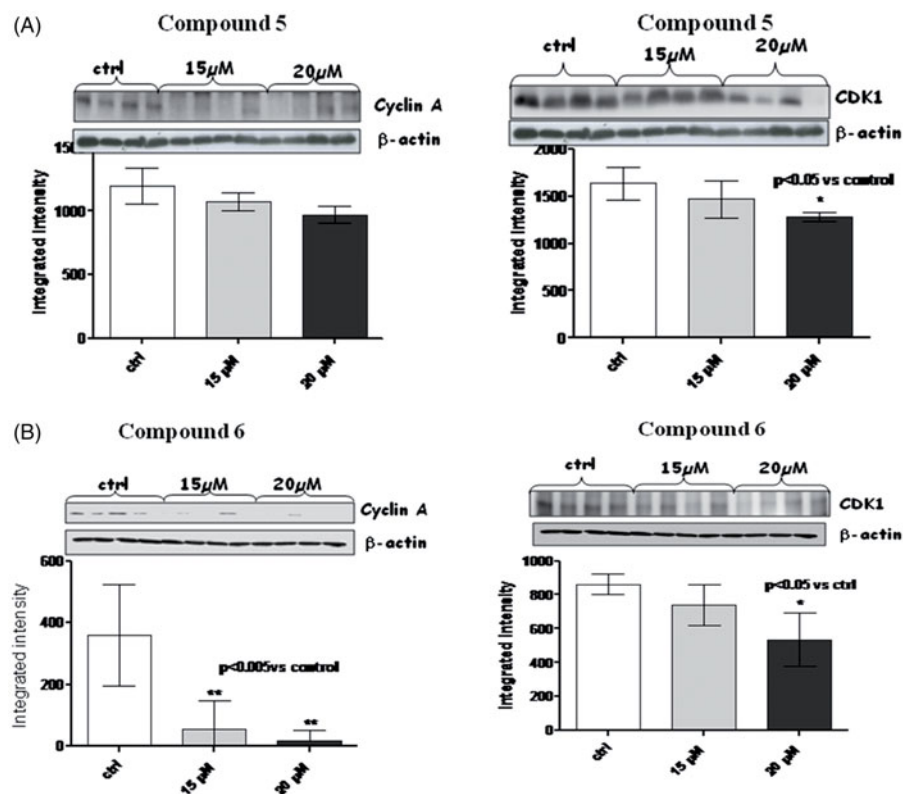 (A)
Compound 5
ctrl 15µM 20µM
Cyclin A
β-actin
1500
1000
500
0
Integrated Intensity
ctrl
15 µM
20 µM
Compound 5
ctrl 15µM 20µM
CDK1
β-actin
2000
1500
1000
500
0
Integrated Intensity
p<0.05 vs control
*
ctrl
15 µM
20 µM
(B)
Compound 6
ctrl 15µM 20µM
Cyclin A
β-actin
600
400
200
0
Integrated intensity
p<0.005vs control
** **
ctrl
15 µM
20 µM
Compound 6
ctrl 15µM 20µM
CDK1
β-actin
1000
800
600
400
200
0
Integrated Intensity
p<0.05 vs ctrl
*
ctrl
15 µM
20 µM